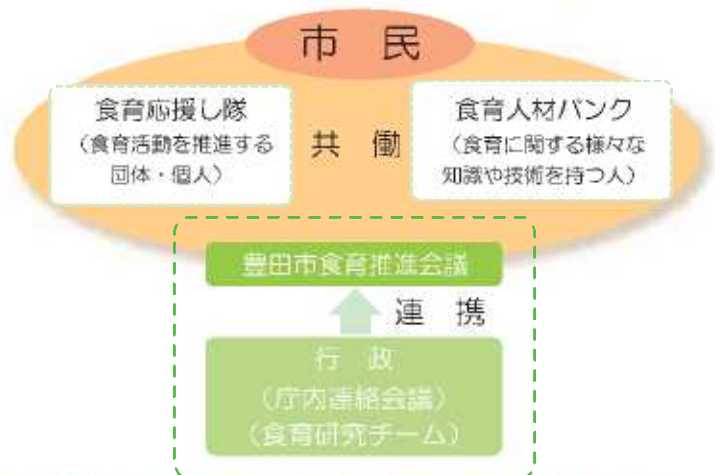 市 民
食育応援し隊
（食育活動を推進する
団体・個人）
共 働
食育人材バンク
（食育に関する様々な
知識や技術を持つ人）
豊田市食育推進会議
連 携
行 政
（庁内連絡会議）
（食育研究チーム）